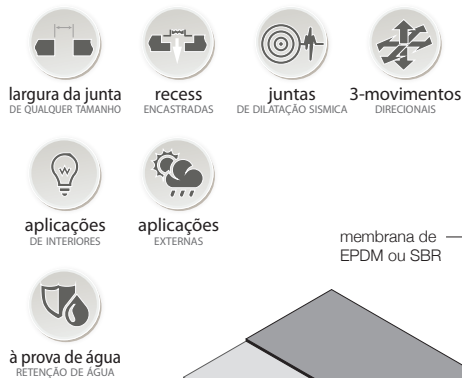 largura da junta
DE QUALQUER TAMANHO
recess
ENCASTRADAS
juntas
DE DILATAÇÃO SISMICA
3-movimentos
DIRECIONAIS
aplicações
DE INTERIORES
aplicações
EXTERNAS
membrana de
EPDM ou SBR
à prova de água
RETENÇÃO DE ÁGUA